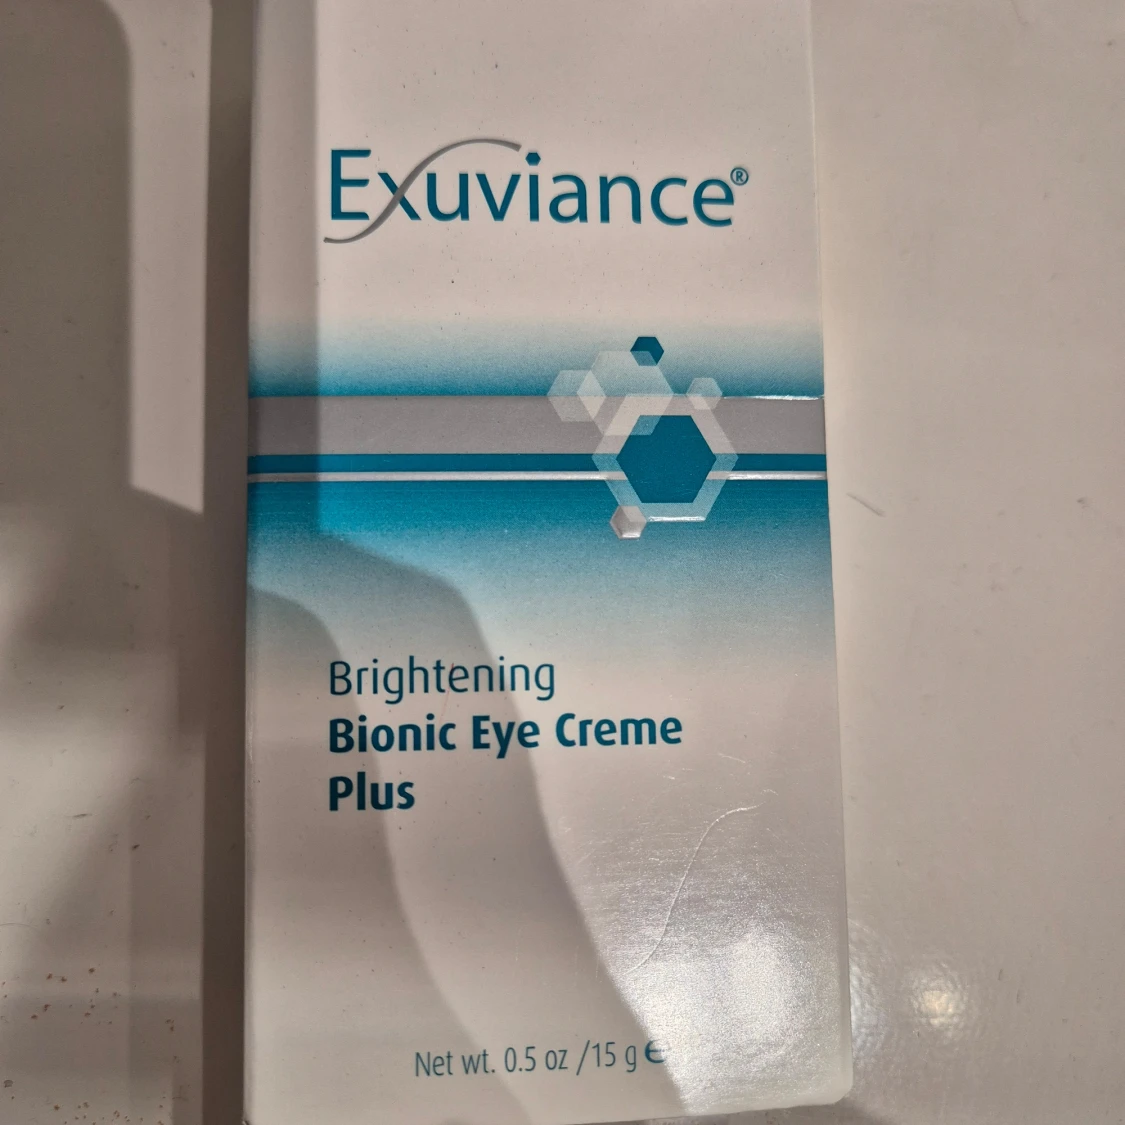 Exuviance®
Brightening
Bionic Eye Creme
Plus
Net wt. 0.5 oz /15 g ℮